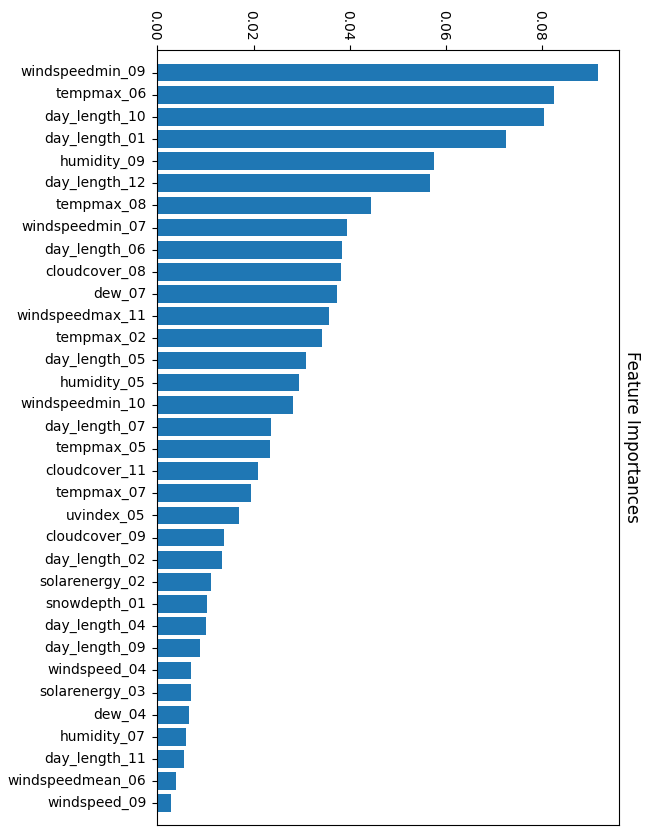 0.00
0.02
0.04
0.06
0.08
windspeedmin_09
tempmax_06
day_length_10
day_length_01
humidity_09
day_length_12
tempmax_08
windspeedmin_07
day_length_06
cloudcover_08
dew_07
windspeedmax_11
tempmax_02
day_length_05
humidity_05
windspeedmin_10
day_length_07
tempmax_05
cloudcover_11
tempmax_07
uvindex_05
cloudcover_09
day_length_02
solarenergy_02
snowdepth_01
day_length_04
day_length_09
windspeed_04
solarenergy_03
dew_04
humidity_07
day_length_11
windspeedmean_06
windspeed_09
Feature Importances